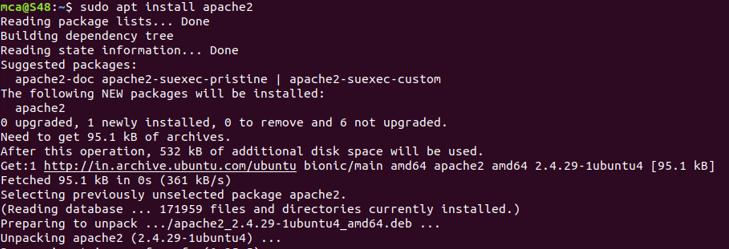 mca@S48:~$ sudo apt install apache2
Reading package lists... Done
Building dependency tree
Reading state information... Done
Suggested packages:
  apache2-doc apache2-suexec-pristine | apache2-suexec-custom
The following NEW packages will be installed:
  apache2
0 upgraded, 1 newly installed, 0 to remove and 6 not upgraded.
Need to get 95.1 kB of archives.
After this operation, 532 kB of additional disk space will be used.
Get:1 http://in.archive.ubuntu.com/ubuntu bionic/main amd64 apache2 amd64 2.4.29-1ubuntu4 [95.1 kB]
Fetched 95.1 kB in 0s (361 kB/s)
Selecting previously unselected package apache2.
(Reading database ... 171959 files and directories currently installed.)
Preparing to unpack .../apache2_2.4.29-1ubuntu4_amd64.deb ...
Unpacking apache2 (2.4.29-1ubuntu4) ...